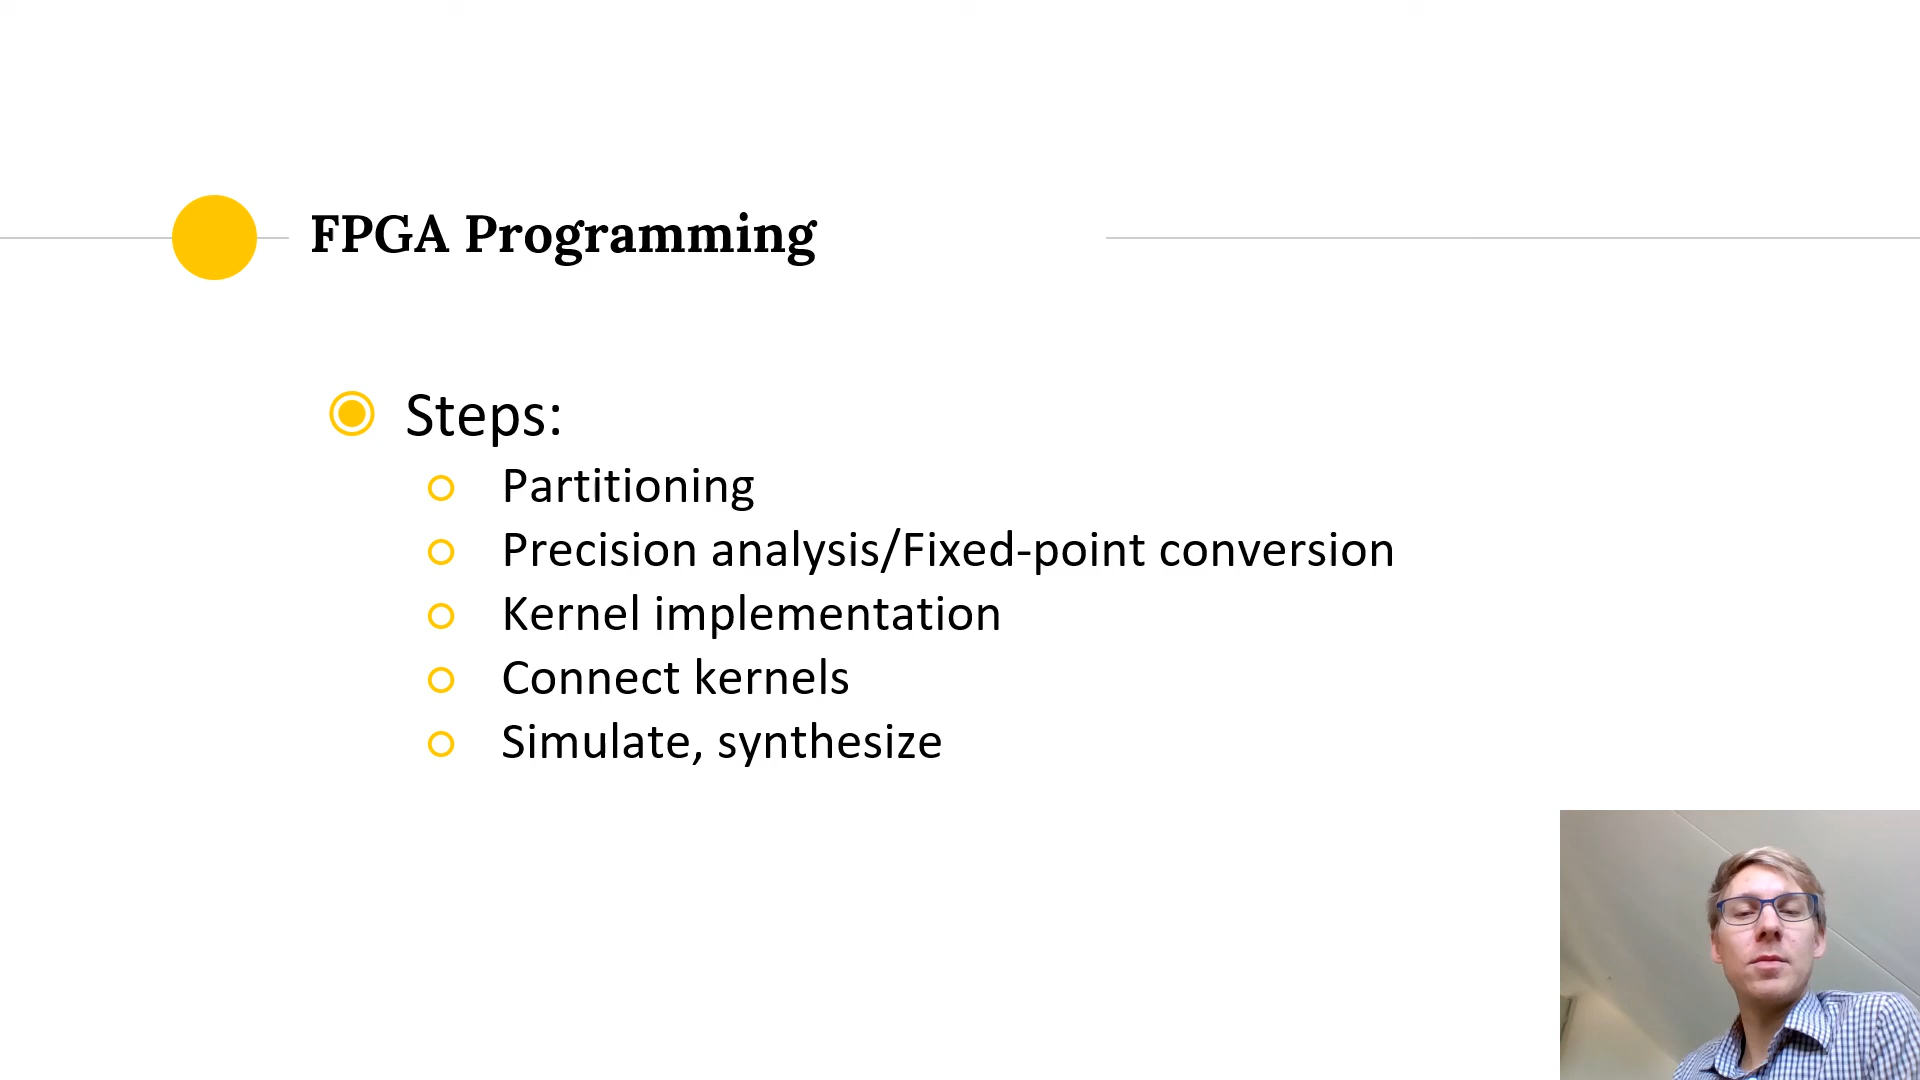 FPGA Programming
Steps:
Partitioning
Precision analysis/Fixed-point conversion
Kernel implementation
Connect kernels
Simulate, synthesize